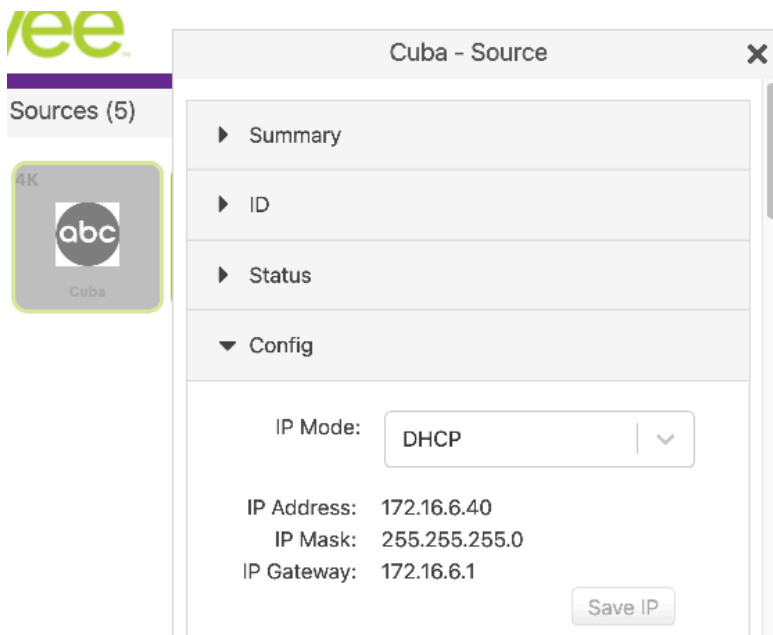 vee
Cuba - Source
Sources (5)
4K
abc
Cuba
Summary
ID
Status
Config
IP Mode:
DHCP
IP Address: 172.16.6.40
IP Mask: 255.255.255.0
IP Gateway: 172.16.6.1
Save IP